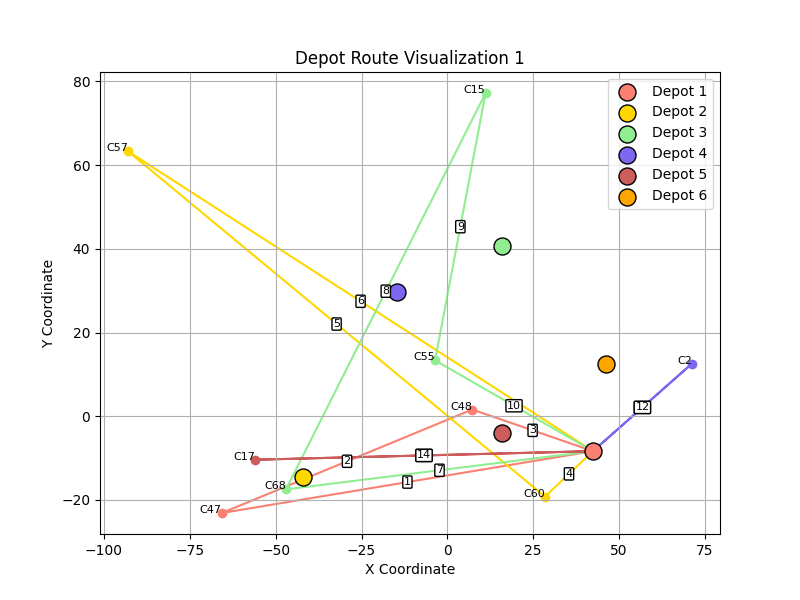 Depot Route Visualization 1
Depot 1
Depot 2
Depot 3
Depot 4
Depot 5
Depot 6
Y Coordinate
80
60
40
20
0
−20
C15
C57
9
8
6
5
C55
C2
C48
10
12
3
C17
14
2
7
4
C68
1
C60
C47
−100
−75
−50
−25
0
25
50
75
X Coordinate